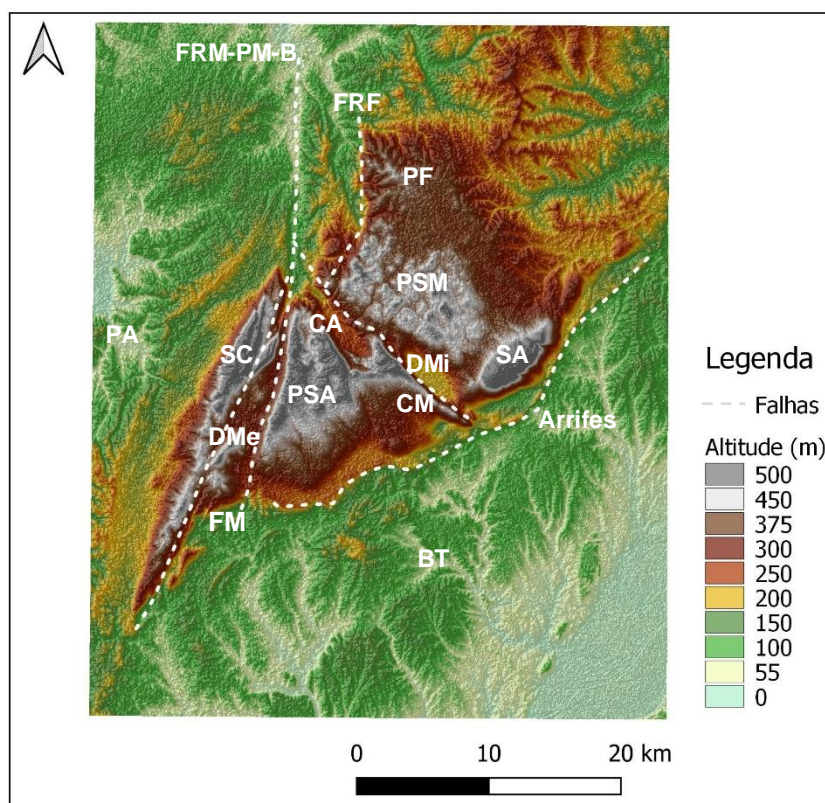 FRM-PM-B
FRF
PF
PSM
PA
CA
SC
SA
DMi
PSA
CM
DMe
Arrifes
FM
BT
Legenda
Falhas
Altitude (m)
500
450
375
300
250
200
150
100
55
0
0 10 20 km